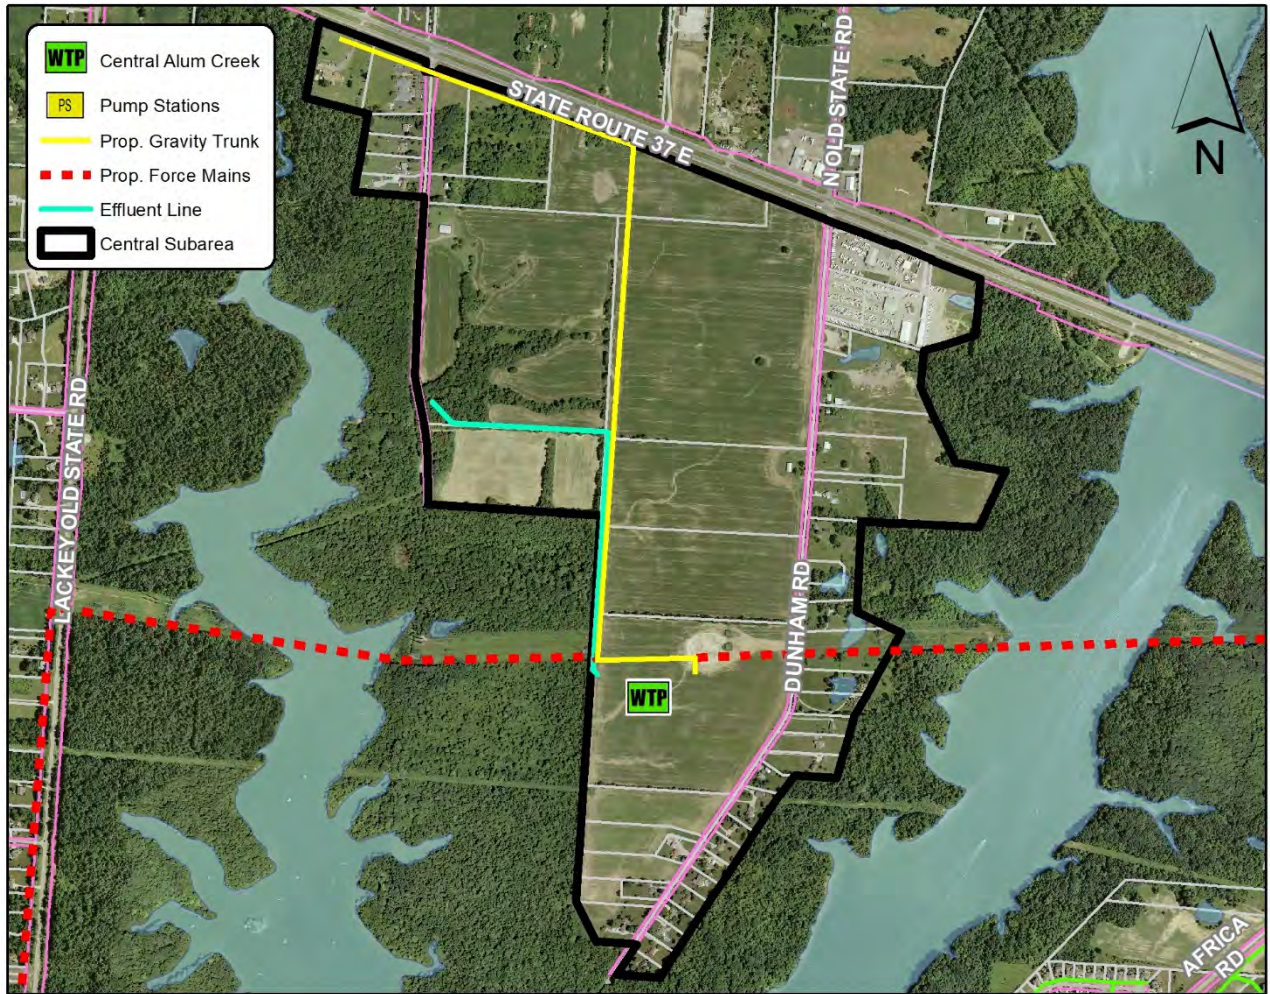 WTP Central Alum Creek
PS Pump Stations
Prop. Gravity Trunk
Prop. Force Mains
Effluent Line
Central Subarea
N
STATE ROUTE 37 E
N OLD STATE RD
LACKEY OLD STATE RD
DUNHAM RD
WTP
AFRICA
RD